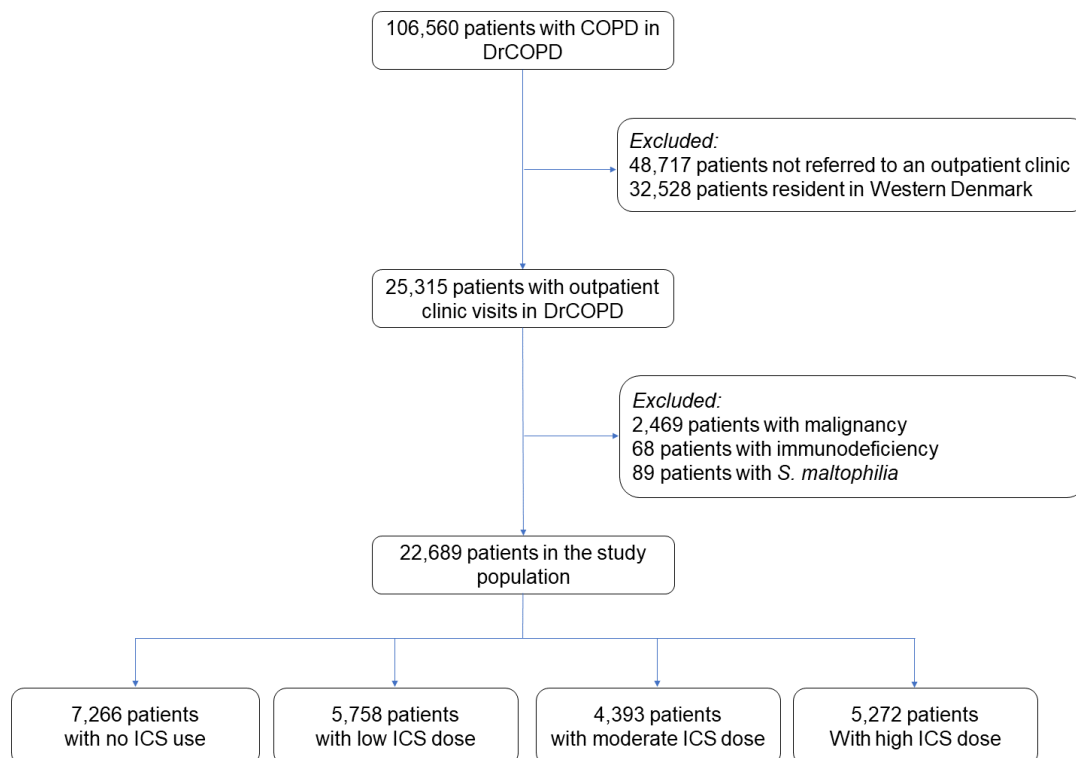 106,560 patients with COPD in
DrCOPD
Excluded:
48,717 patients not referred to an outpatient clinic
32,528 patients resident in Western Denmark
25,315 patients with outpatient
clinic visits in DrCOPD
Excluded:
2,469 patients with malignancy
68 patients with immunodeficiency
89 patients with S. maltophilia
22,689 patients in the study
population
7,266 patients
with no ICS use
5,758 patients
with low ICS dose
4,393 patients
with moderate ICS dose
5,272 patients
With high ICS dose